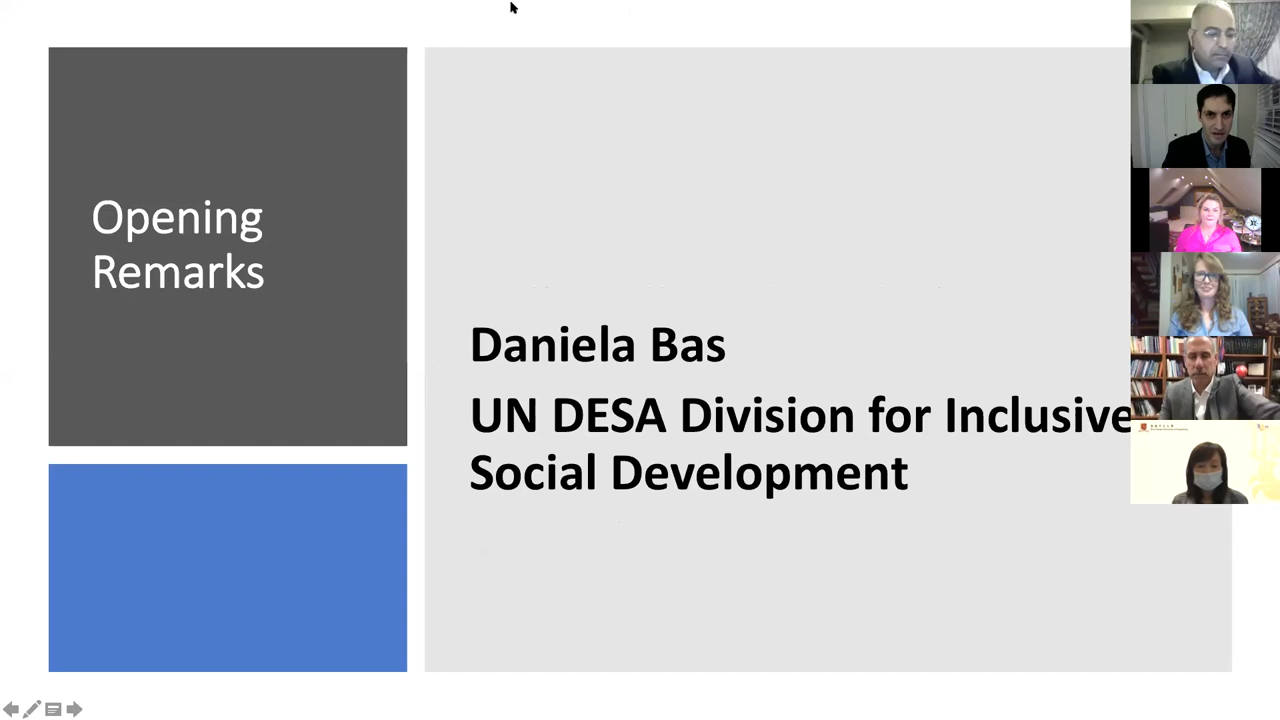 Opening
Remarks
Daniela Bas
UN DESA Division for Inclusive
Social Development